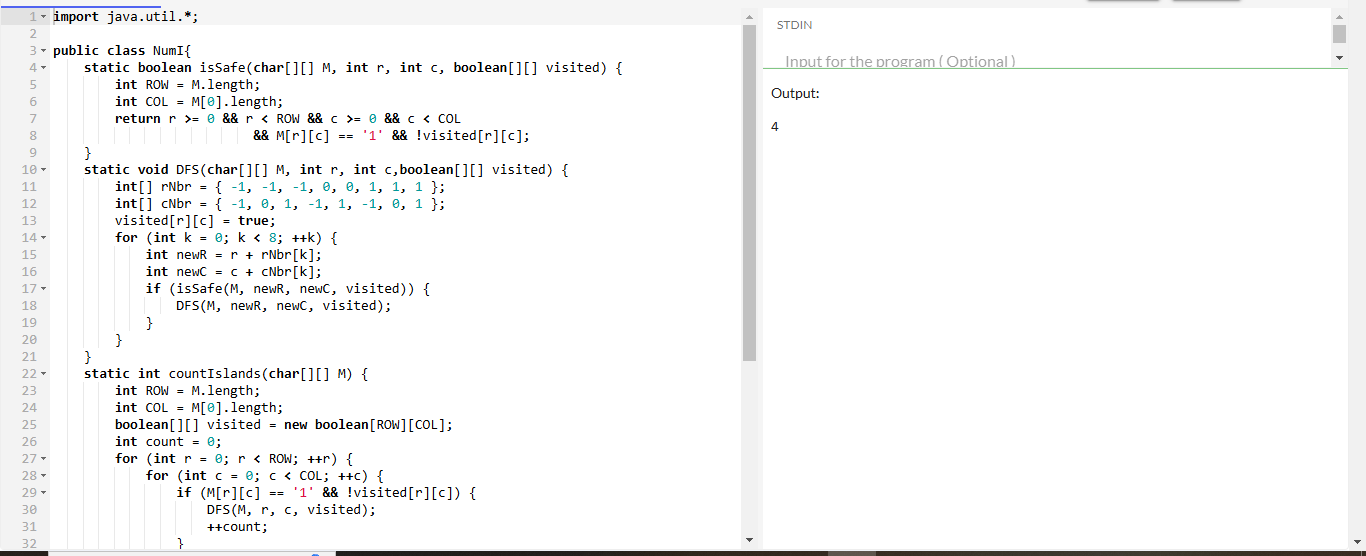 1 import java.util.*;
2
3 public class NumI{
4     static boolean isSafe(char[][] M, int r, int c, boolean[][] visited) {
5         int ROW = M.length;
6         int COL = M[0].length;
7         return r >= 0 && r < ROW && c >= 0 && c < COL
8                           && M[r][c] == '1' && !visited[r][c];
9     }
10     static void DFS(char[][] M, int r, int c,boolean[][] visited) {
11         int[] rNbr = { -1, -1, -1, 0, 0, 1, 1, 1 };
12         int[] cNbr = { -1, 0, 1, -1, 1, -1, 0, 1 };
13         visited[r][c] = true;
14         for (int k = 0; k < 8; ++k) {
15             int newR = r + rNbr[k];
16             int newC = c + cNbr[k];
17             if (isSafe(M, newR, newC, visited)) {
18                 DFS(M, newR, newC, visited);
19             }
20         }
21     }
22     static int countIslands(char[][] M) {
23         int ROW = M.length;
24         int COL = M[0].length;
25         boolean[][] visited = new boolean[ROW][COL];
26         int count = 0;
27         for (int r = 0; r < ROW; ++r) {
28             for (int c = 0; c < COL; ++c) {
29                 if (M[r][c] == '1' && !visited[r][c]) {
30                     DFS(M, r, c, visited);
31                     ++count;
32                 }
STDIN
Input for the program ( Optional )
Output:
4